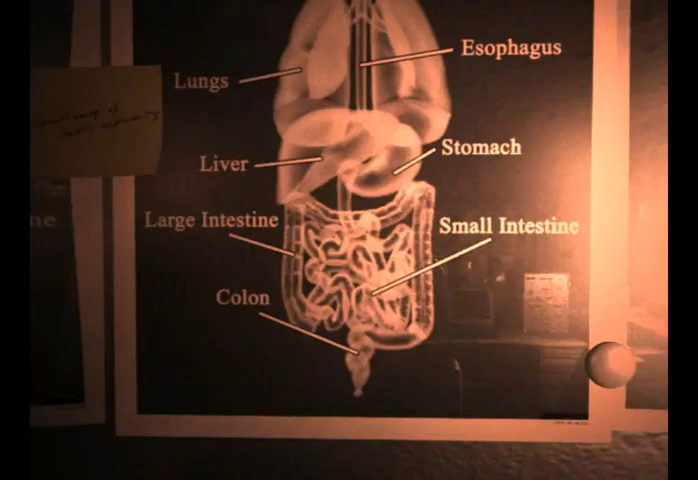 Esophagus
Lungs
Stomach
Liver
Large Intestine
Small Intestine
Colon